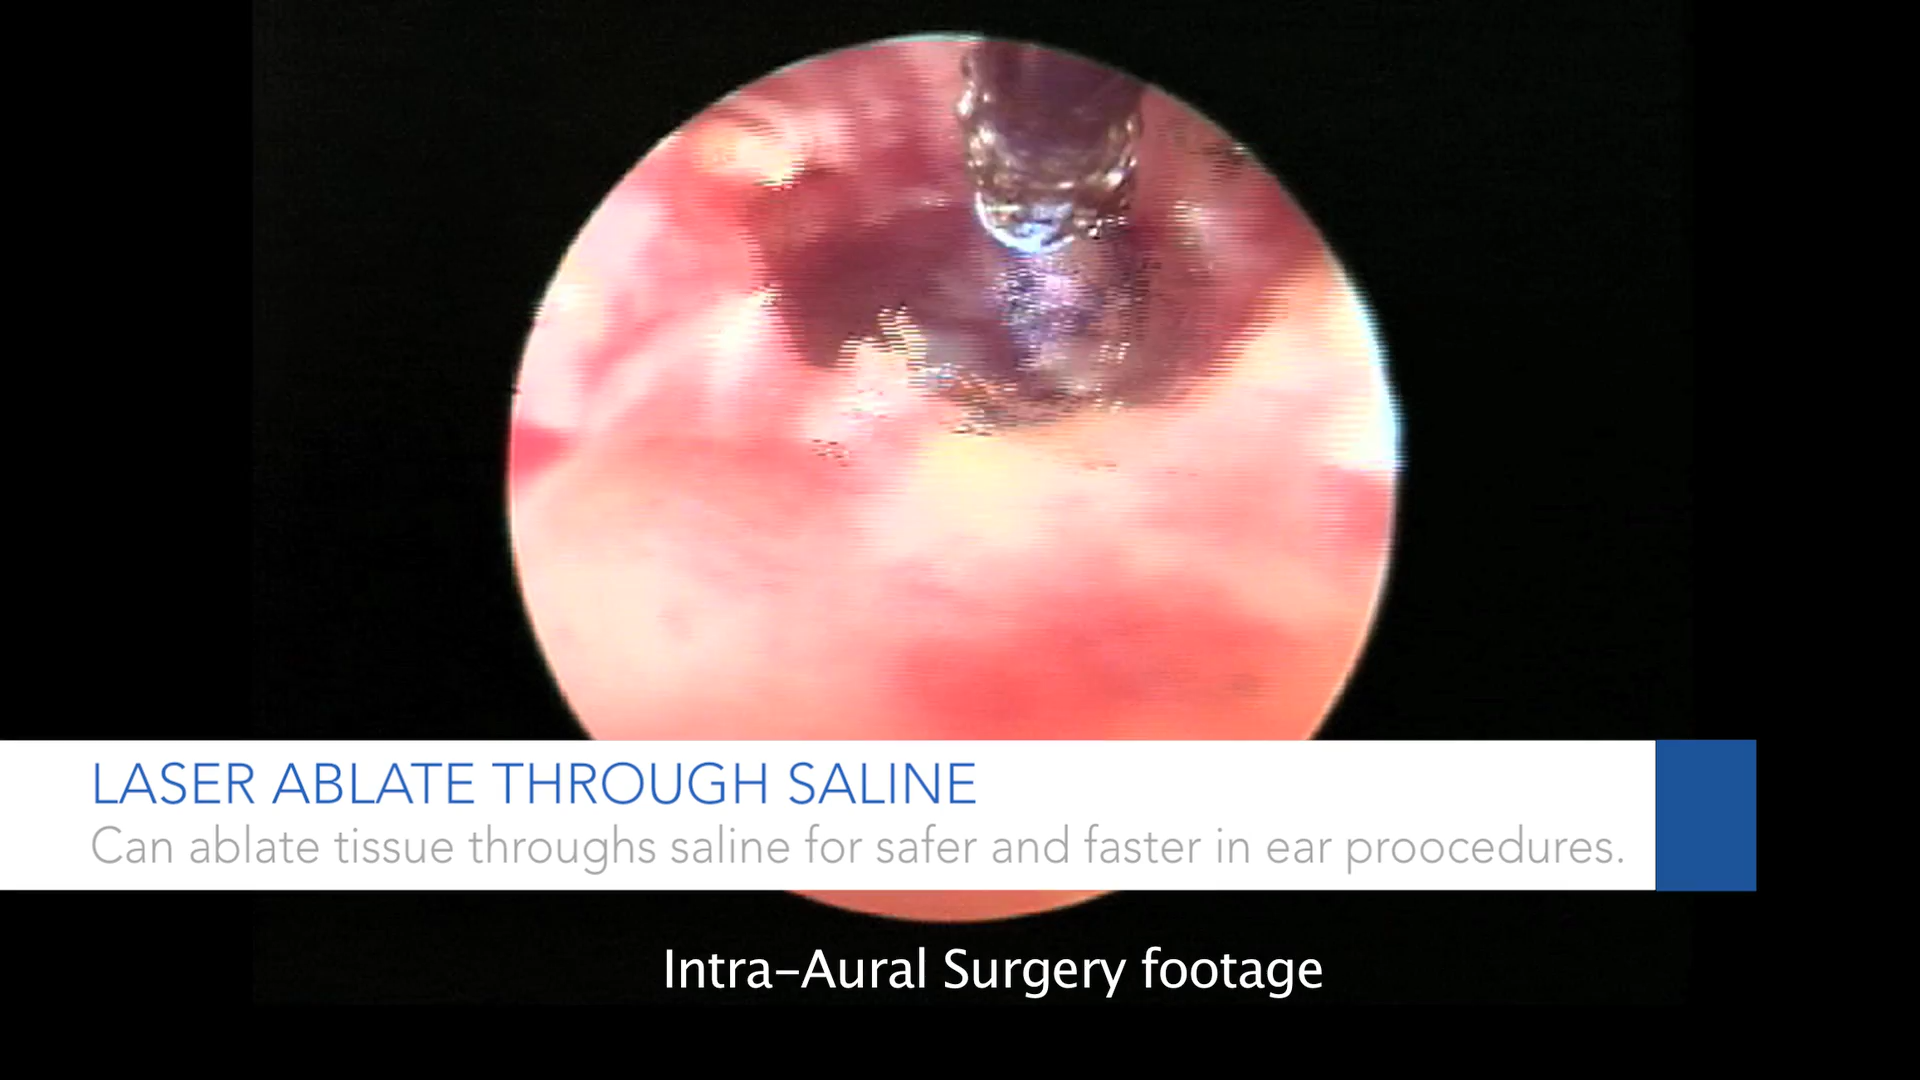 LASER ABLATE THROUGH SALINE
Can ablate tissue throughs saline for safer and faster in ear proocedures.
Intra-Aural Surgery footage